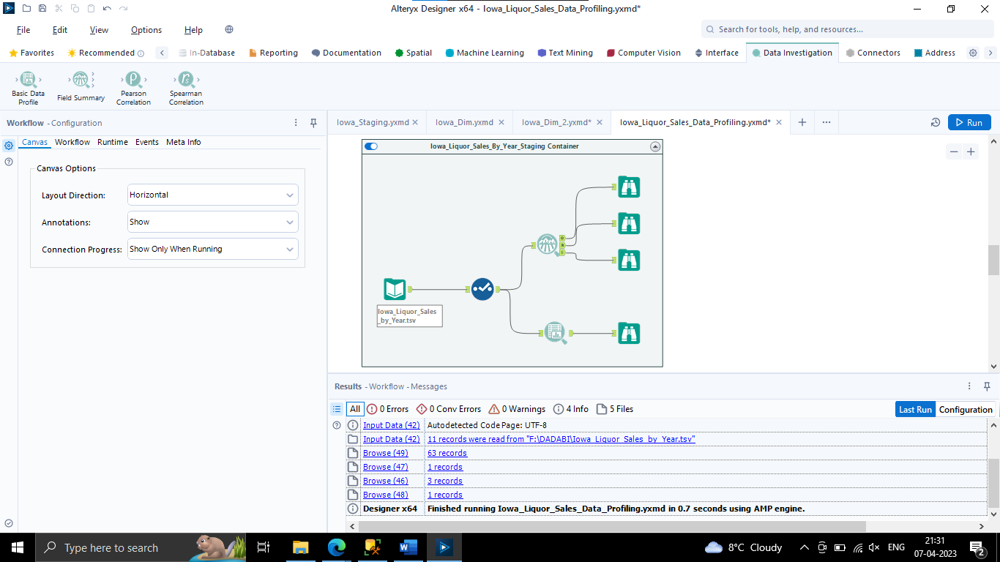 Alteryx Designer x64 - Iowa_Liquor_Sales_Data_Profiling.yxmd*
File Edit View Options Help
Search for tools, help, and resources...
Favorites Recommended In-Database Reporting Documentation Spatial Machine Learning Text Mining Computer Vision Interface Data Investigation Connectors Address
Basic Data Profile
Field Summary
Pearson Correlation
Spearman Correlation
Workflow - Configuration
Iowa_Staging.yxmd Iowa_Dim.yxmd Iowa_Dim_2.yxmd* Iowa_Liquor_Sales_Data_Profiling.yxmd* Run
Canvas Workflow Runtime Events Meta Info
Canvas Options
Layout Direction: Horizontal
Annotations: Show
Connection Progress: Show Only When Running
Iowa_Liquor_Sales_By_Year_Staging Container
O
R
I
Iowa_Liquor_Sales
_by_Year.tsv
Results - Workflow - Messages
All 0 Errors 0 Conv Errors 0 Warnings 4 Info 5 Files Last Run Configuration
Input Data (42) Autodetected Code Page: UTF-8
Input Data (42) 11 records were read from "F:\DADABI\Iowa_Liquor_Sales_by_Year.tsv"
Browse (49) 63 records
Browse (47) 1 records
Browse (46) 3 records
Browse (48) 1 records
Designer x64 Finished running Iowa_Liquor_Sales_Data_Profiling.yxmd in 0.7 seconds using AMP engine.
Type here to search
8°C Cloudy
ENG
21:31
07-04-2023
2